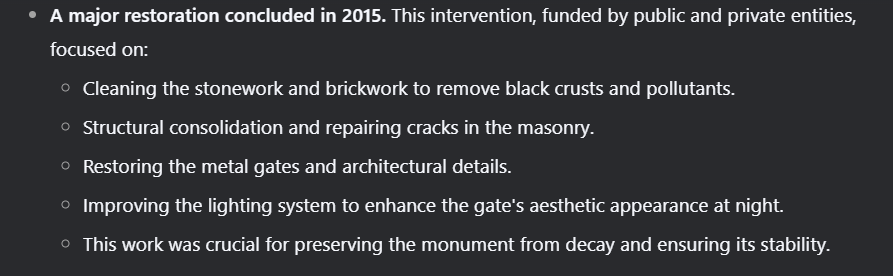 A major restoration concluded in 2015. This intervention, funded by public and private entities,
focused on:
Cleaning the stonework and brickwork to remove black crusts and pollutants.
Structural consolidation and repairing cracks in the masonry.
Restoring the metal gates and architectural details.
Improving the lighting system to enhance the gate's aesthetic appearance at night.
This work was crucial for preserving the monument from decay and ensuring its stability.